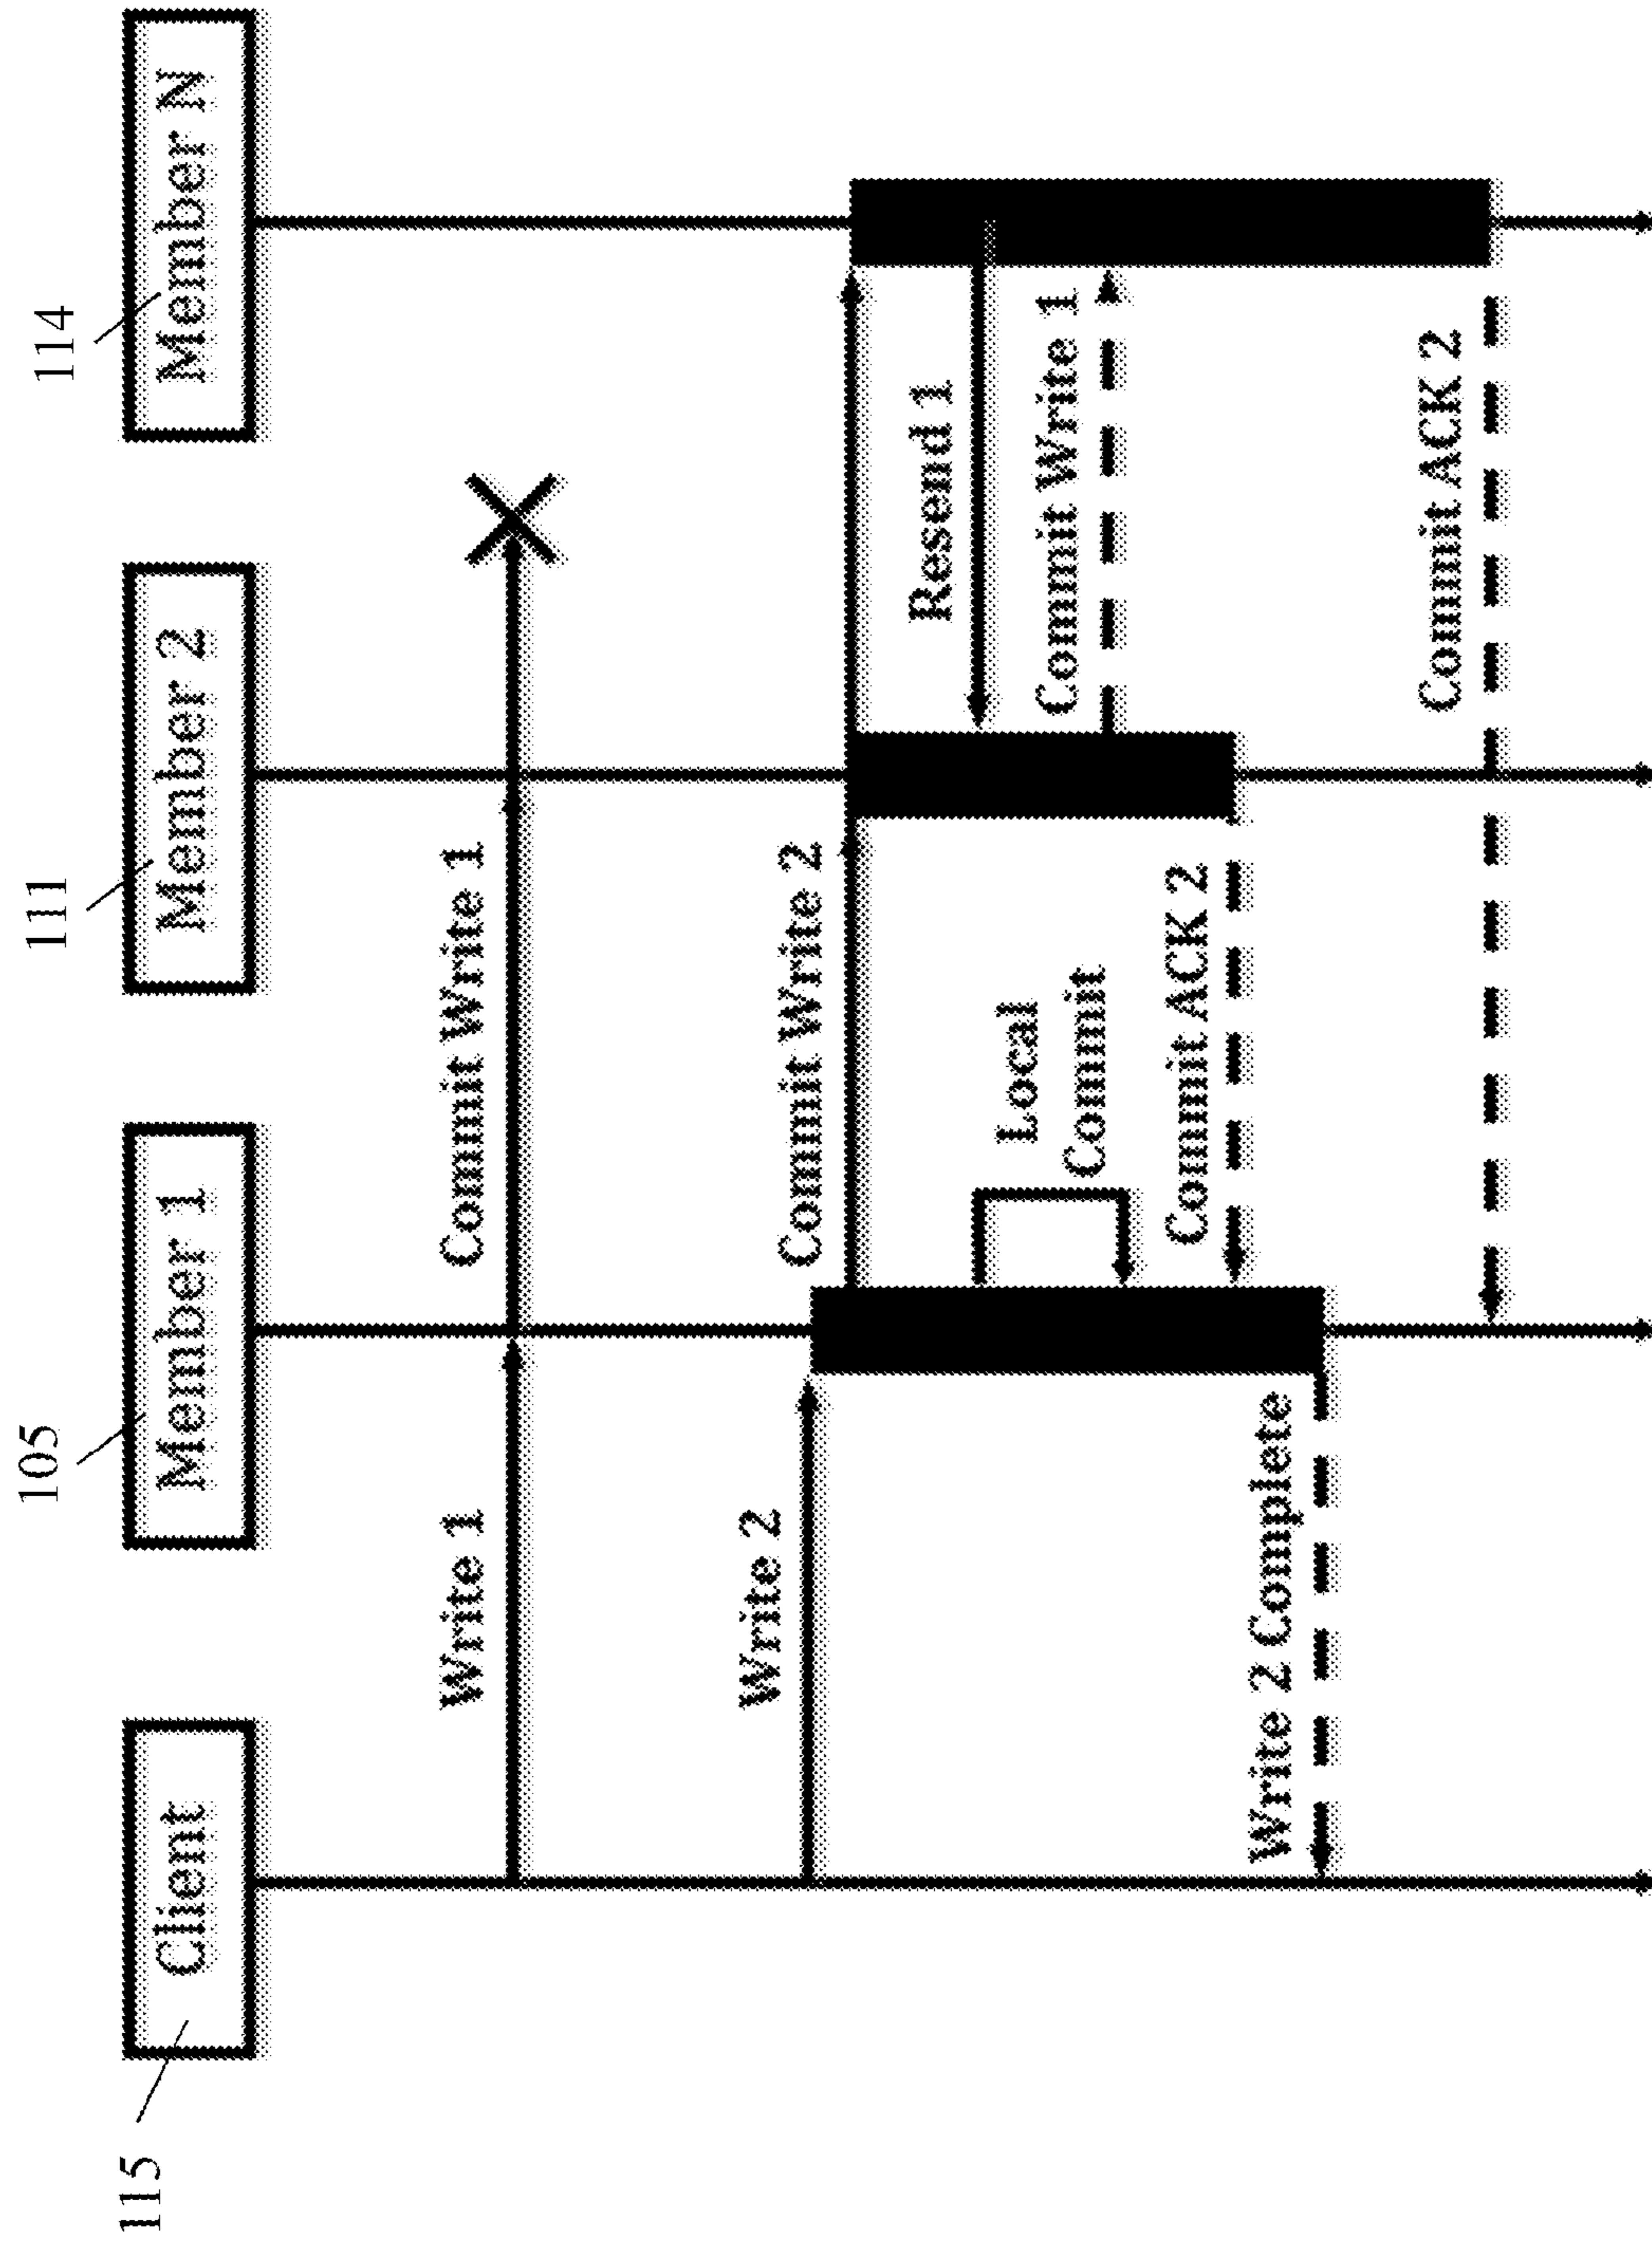 115
105
111
114
Client
Member 1
Member 2
Member N
Write 1
Commit Write 1
Write 2
Commit Write 2
Resend 1
Local
Commit
Commit Write 1
Commit ACK 2
Write 2 Complete
Commit ACK 2